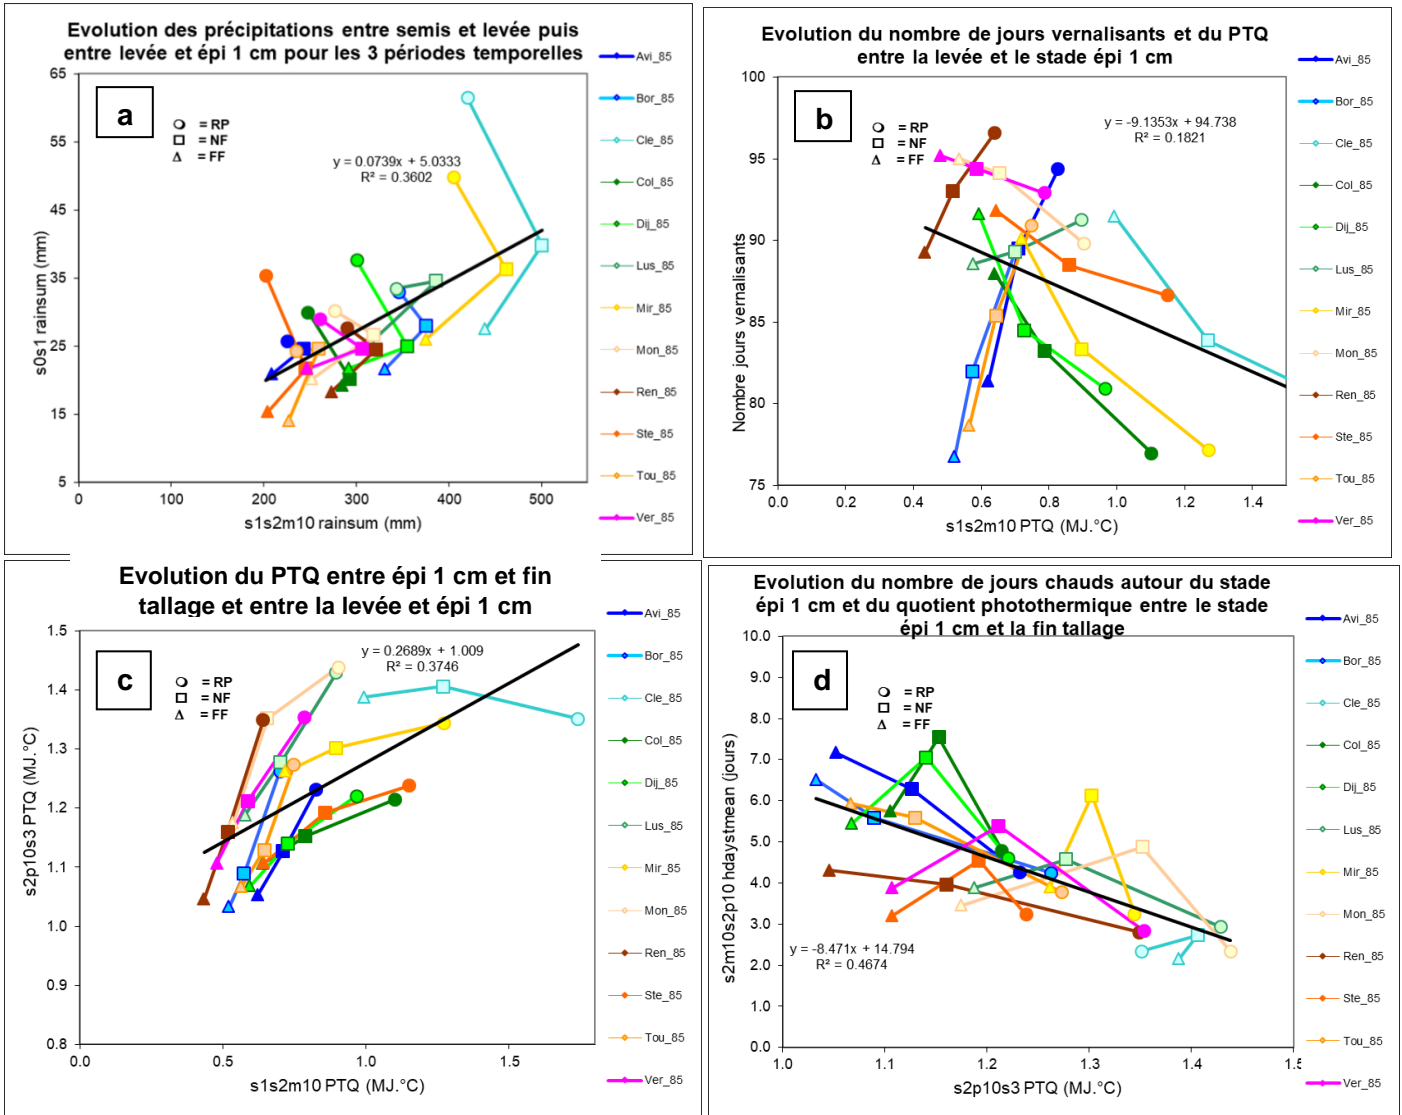 Evolution des précipitations entre semis et levée puis
entre levée et épi 1 cm pour les 3 périodes temporelles
65
55
45
35
25
15
5
s0s1 rainsum (mm)
a
= RP
= NF
= FF
y = 0.0739x + 5.0333
R² = 0.3602
0
100
200
300
400
500
s1s2m10 rainsum (mm)
Avi_85
Bor_85
Cle_85
Col_85
Dij_85
Lus_85
Mir_85
Mon_85
Ren_85
Ste_85
Tou_85
Ver_85
Evolution du nombre de jours vernalisants et du PTQ
entre la levée et le stade épi 1 cm
100
95
90
85
80
75
Nombre jours vernalisants
b
= RP
= NF
= FF
y = -9.1353x + 94.738
R² = 0.1821
0.0
0.2
0.4
0.6
0.8
1.0
1.2
1.4
s1s2m10 PTQ (MJ.°C)
Avi_85
Bor_85
Cle_85
Col_85
Dij_85
Lus_85
Mir_85
Mon_85
Ren_85
Ste_85
Tou_85
Ver_85
Evolution du PTQ entre épi 1 cm et fin
tallage et entre la levée et épi 1 cm
1.5
1.4
1.3
1.2
1.1
1.0
0.9
0.8
s2p10s3 PTQ (MJ.°C)
c
= RP
= NF
= FF
y = 0.2689x + 1.009
R² = 0.3746
0.0
0.5
1.0
1.5
s1s2m10 PTQ (MJ.°C)
Avi_85
Bor_85
Cle_85
Col_85
Dij_85
Lus_85
Mir_85
Mon_85
Ren_85
Ste_85
Tou_85
Ver_85
Evolution du nombre de jours chauds autour du stade
épi 1 cm et du quotient photothermique entre le stade
épi 1 cm et la fin tallage
10.0
9.0
8.0
7.0
6.0
5.0
4.0
3.0
2.0
1.0
0.0
s2m10s2p10 hdaystmean (jours)
d
= RP
= NF
= FF
y = -8.471x + 14.794
R² = 0.4674
1.0
1.1
1.2
1.3
1.4
1.5
s2p10s3 PTQ (MJ.°C)
Avi_85
Bor_85
Cle_85
Col_85
Dij_85
Lus_85
Mir_85
Mon_85
Ren_85
Ste_85
Tou_85
Ver_85